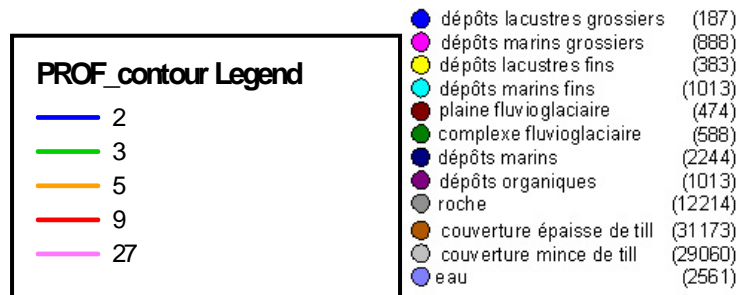 PROF_contour Legend
2
3
5
9
27
dépôts lacustres grossiers (187)
dépôts marins grossiers (888)
dépôts lacustres fins (383)
dépôts marins fins (1013)
plaine fluvioglaciaire (474)
complexe fluvioglaciaire (588)
dépôts marins (2244)
dépôts organiques (1013)
roche (12214)
couverture épaisse de till (31173)
couverture mince de till (29060)
eau (2561)